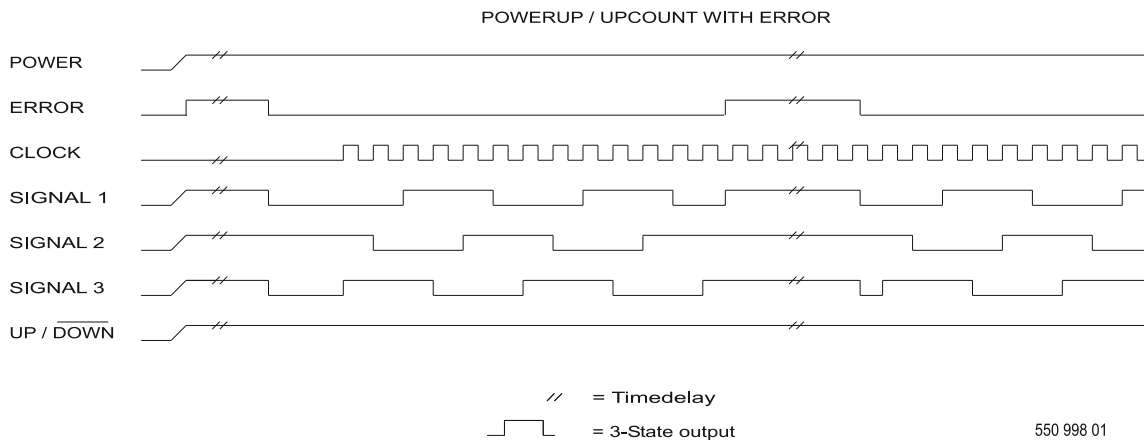 POWERUP / UPCOUNT WITH ERROR
POWER
ERROR
CLOCK
SIGNAL 1
SIGNAL 2
SIGNAL 3
UP / DOWN
// = Timedelay
= 3-State output
550 998 01